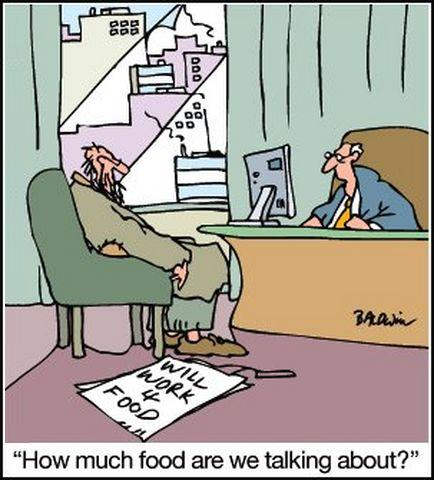 WILL
WORK
4
FOOD
BALDWIN
“How much food are we talking about?”